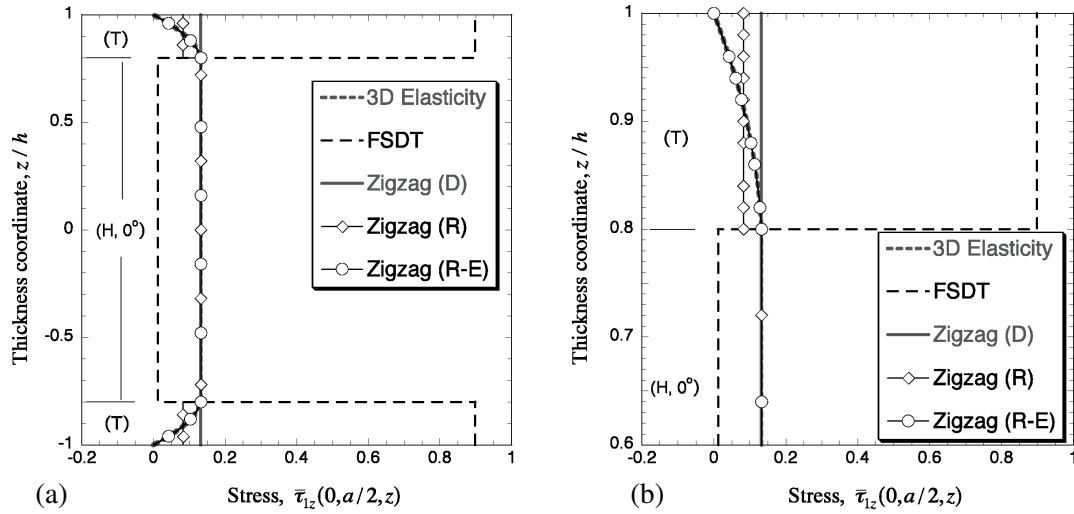 1
0.5
0
-0.5
-1
-0.2
0
0.2
0.4
0.6
0.8
1
Thickness coordinate, z / h
(T)
(H, 0°)
(T)
3D Elasticity
FSDT
Zigzag (D)
Zigzag (R)
Zigzag (R-E)
(a)
Stress, τ̄1z(0,a/2,z)
1
0.9
0.8
0.7
0.6
-0.2
0
0.2
0.4
0.6
0.8
1
Thickness coordinate, z / h
(T)
(H, 0°)
3D Elasticity
FSDT
Zigzag (D)
Zigzag (R)
Zigzag (R-E)
(b)
Stress, τ̄1z(0,a/2,z)